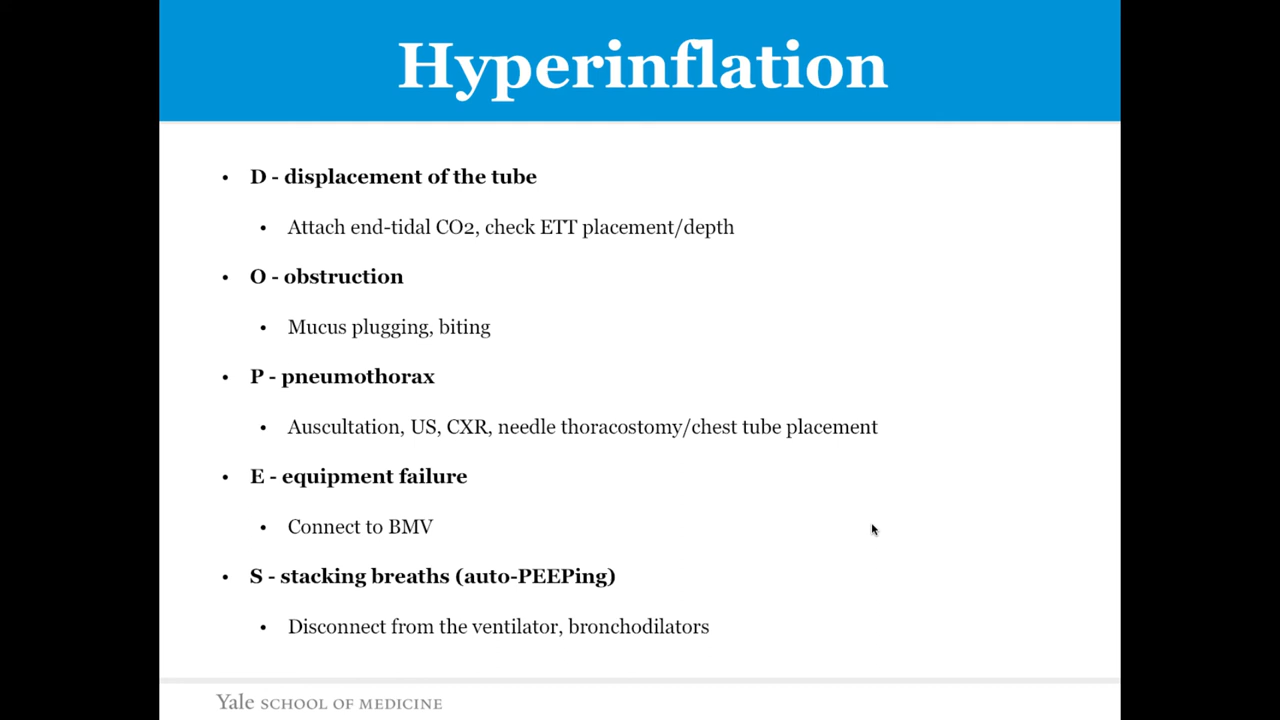 Hyperinflation
• D - displacement of the tube
• Attach end-tidal CO2, check ETT placement/depth
• O - obstruction
• Mucus plugging, biting
• P - pneumothorax
• Auscultation, US, CXR, needle thoracostomy/chest tube placement
• E - equipment failure
• Connect to BMV
• S - stacking breaths (auto-PEEPing)
• Disconnect from the ventilator, bronchodilators
Yale SCHOOL OF MEDICINE